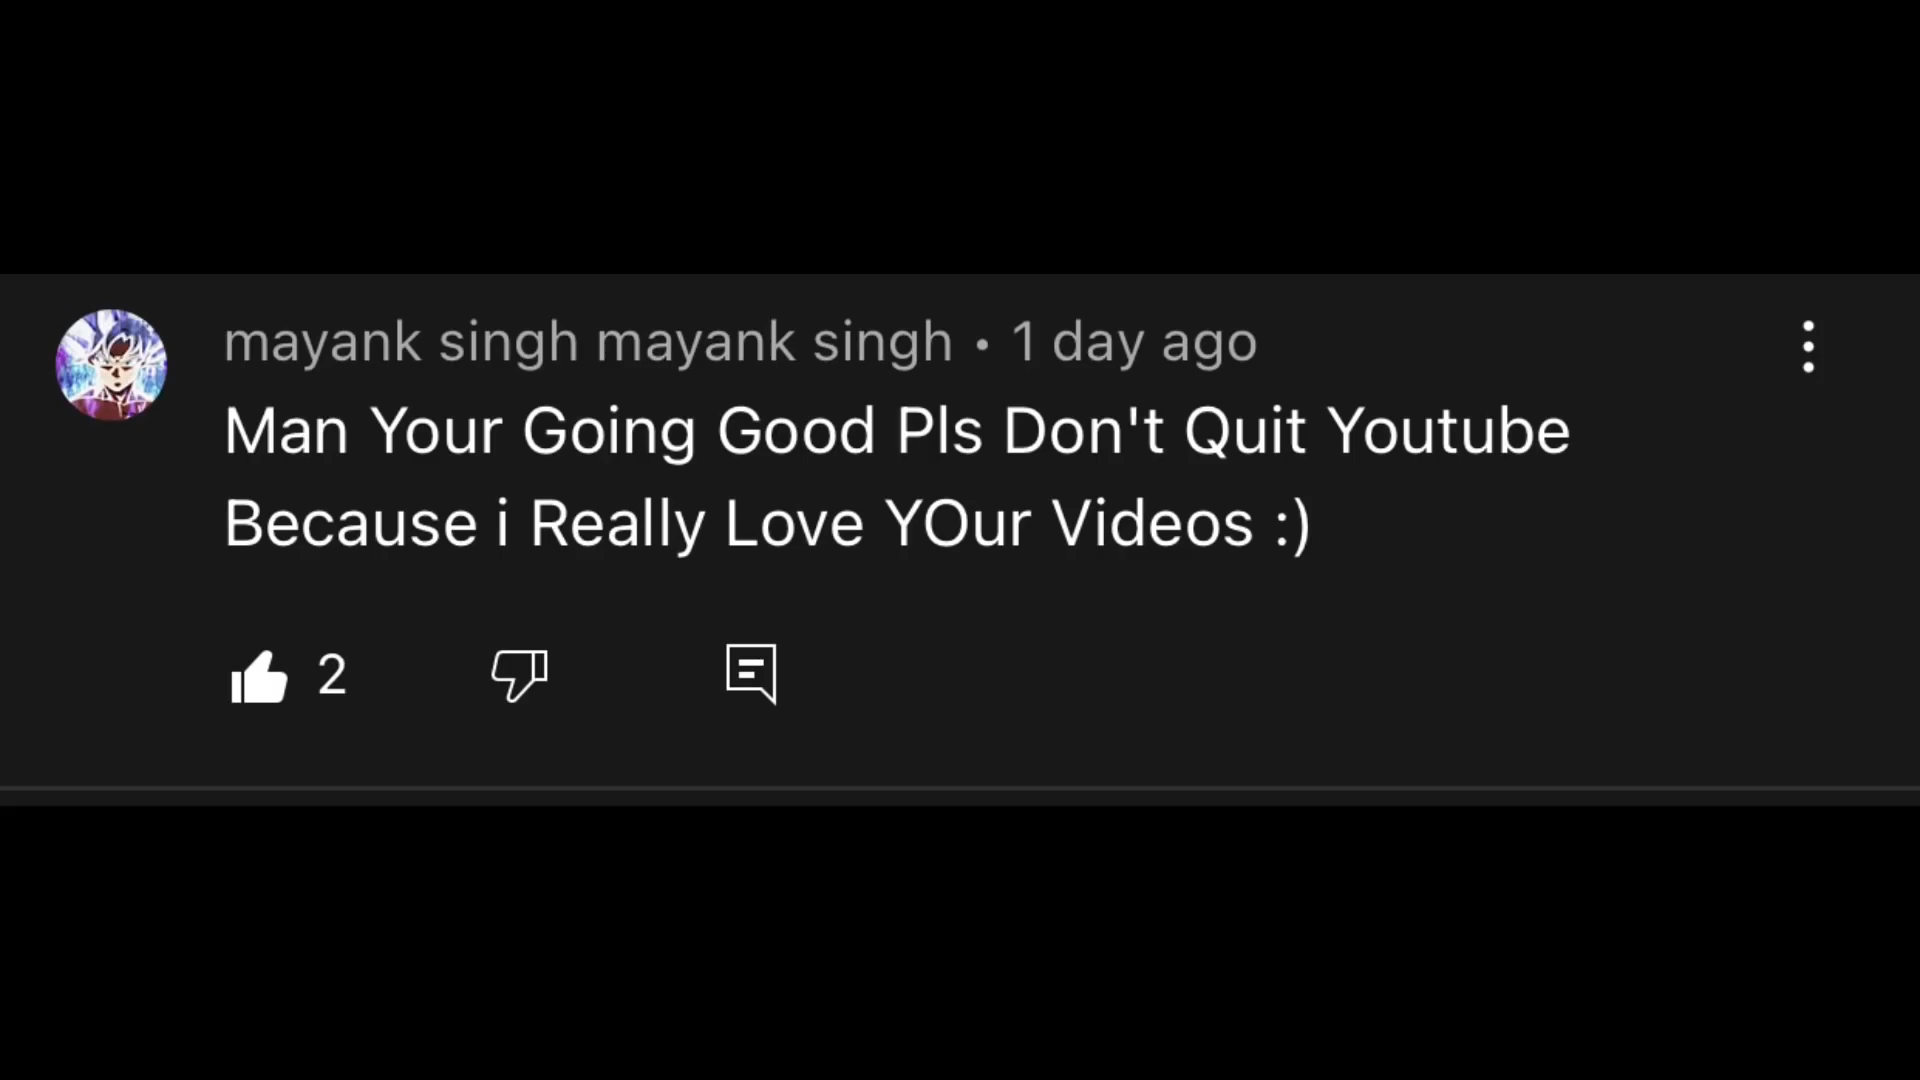 mayank singh mayank singh • 1 day ago
Man Your Going Good Pls Don't Quit Youtube
Because i Really Love YOur Videos :)
2